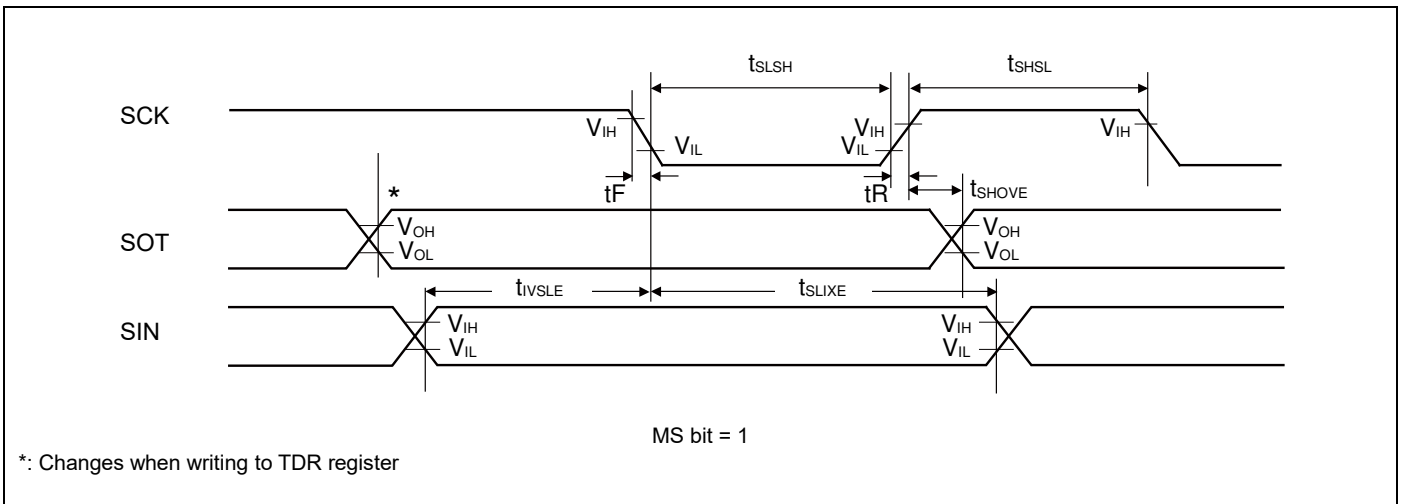 tSLSH tSHSL
SCK
VIH VIL VIH VIL VIH
tF tR tSHOVE
*
SOT
VOH VOH
VOL VOL
tIVSLE tSLIXE
SIN
VIH VIH
VIL VIL
MS bit = 1
*: Changes when writing to TDR register